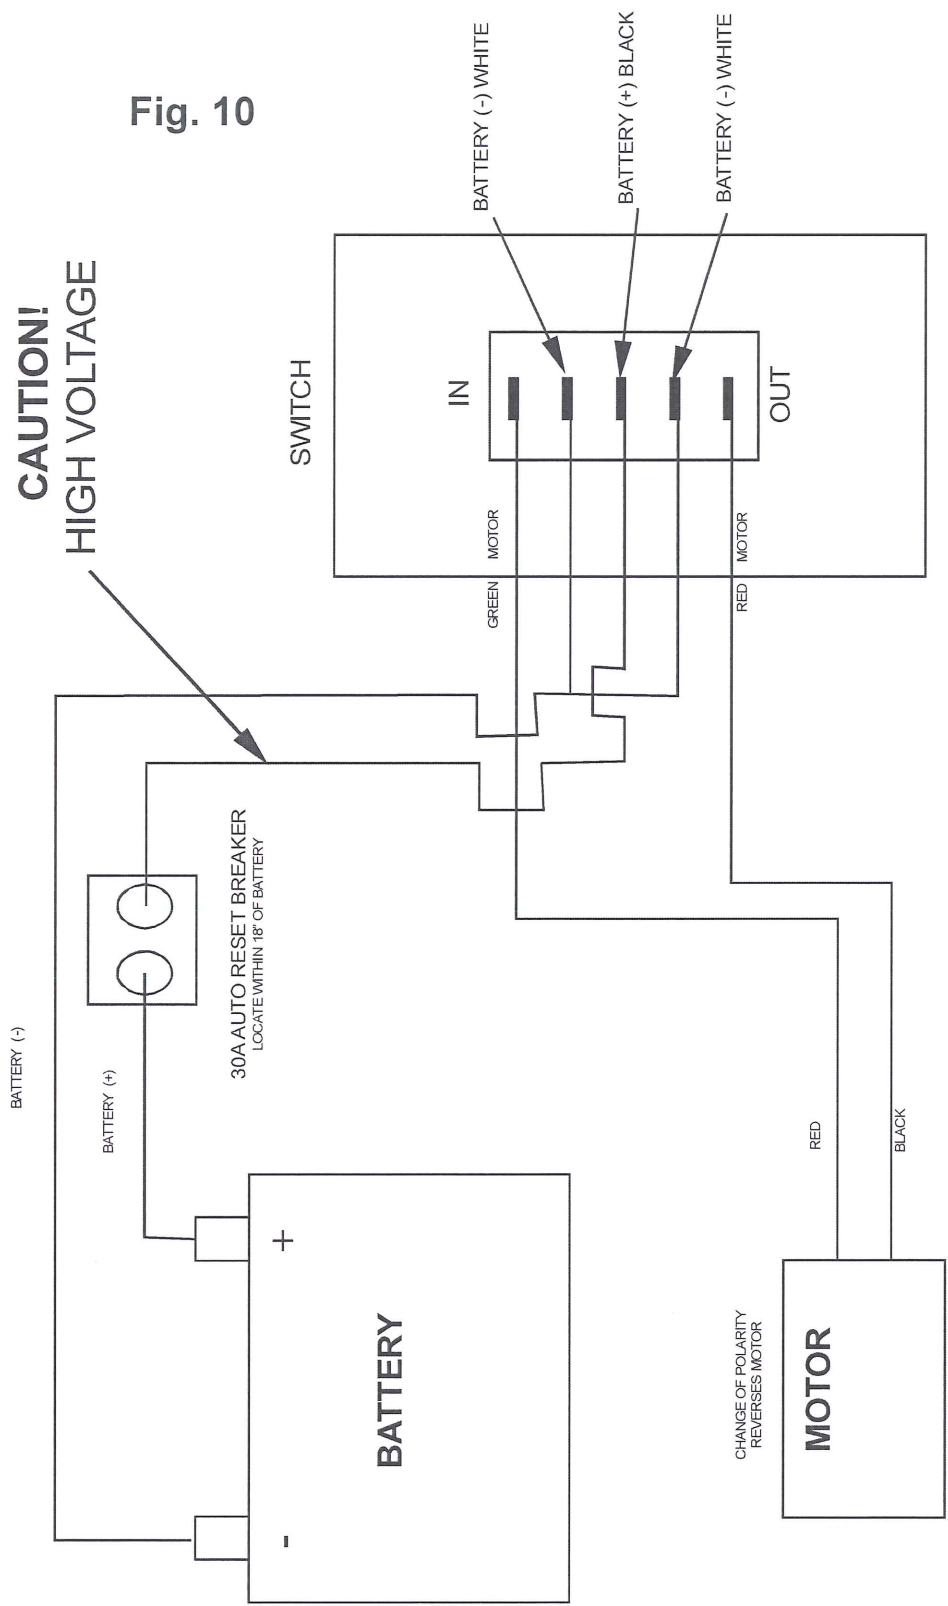 Fig. 10
CAUTION!
HIGH VOLTAGE
BATTERY (-) WHITE
BATTERY (+) BLACK
BATTERY (-) WHITE
SWITCH
IN
OUT
GREEN MOTOR
RED MOTOR
30A AUTO RESET BREAKER
LOCATE WITHIN 18" OF BATTERY
BATTERY (-)
BATTERY (+)
+
-
BATTERY
RED
BLACK
CHANGE OF POLARITY
REVERSES MOTOR
MOTOR